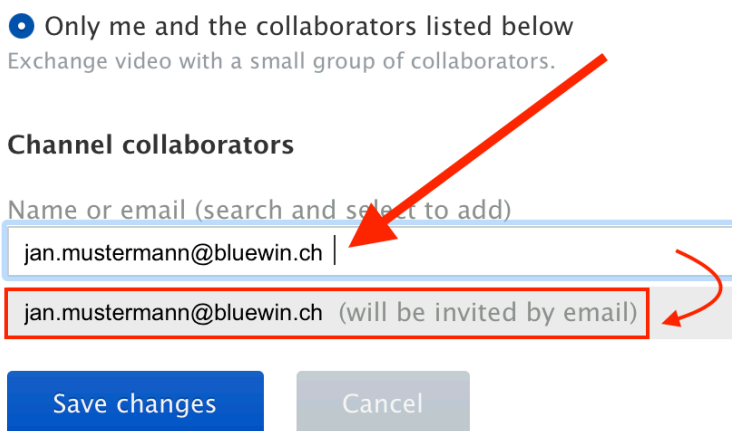 Only me and the collaborators listed below
Exchange video with a small group of collaborators.
Channel collaborators
Name or email (search and select to add)
jan.mustermann@bluewin.ch
jan.mustermann@bluewin.ch (will be invited by email)
Save changes
Cancel